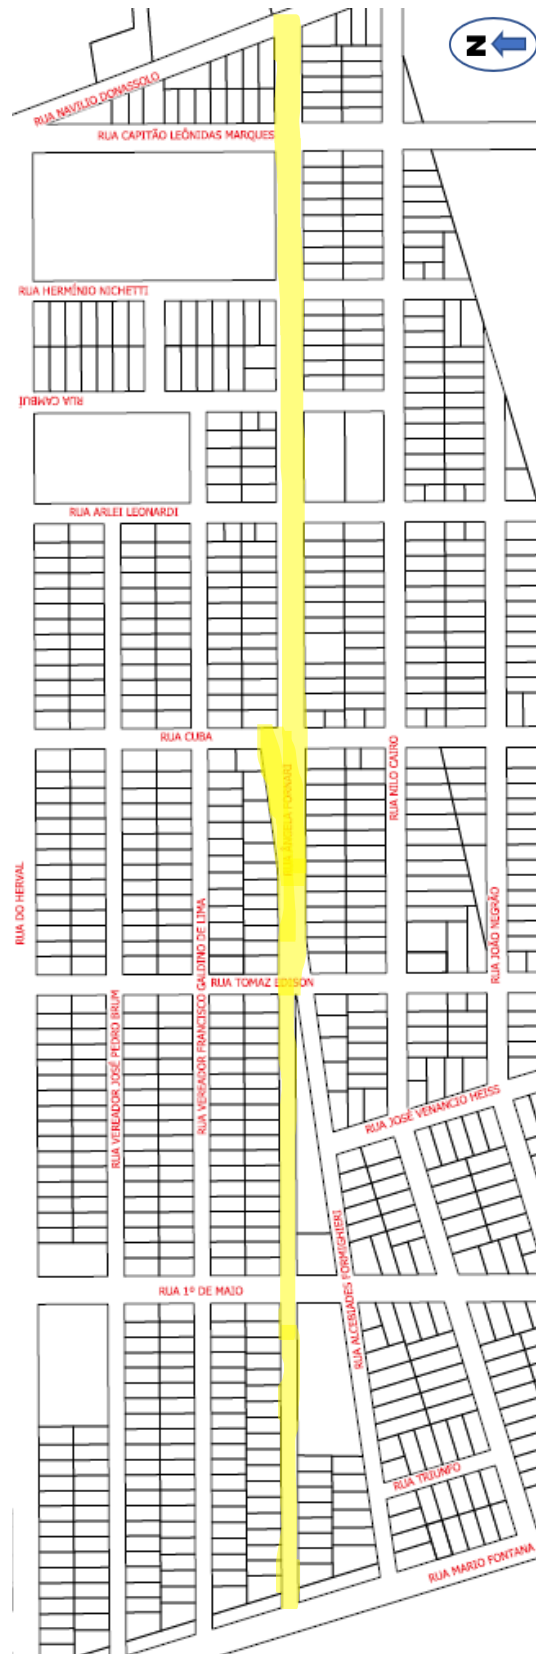 N
RUA NAVILIO DONASSOLO
RUA CAPITÃO LEÔNIDAS MARQUES
RUA HERMÍNIO NICHETTI
RUA CAMBUÍ
RUA ARLEI LEONARDI
RUA CUBA
RUA ÂNGELA FORNARI
RUA NILO CAIRO
RUA DO HERVAL
RUA VEREADOR FRANCISCO GALDINO DE LIMA
RUA JOÃO NEGRÃO
RUA TOMAZ EDISON
RUA VEREADOR JOSÉ PEDRO BRUM
RUA JOSÉ VENANCIO HEISS
RUA ALCEBIADES FORMIGHIERI
RUA 1º DE MAIO
RUA TRIUNFO
RUA MARIO FONTANA